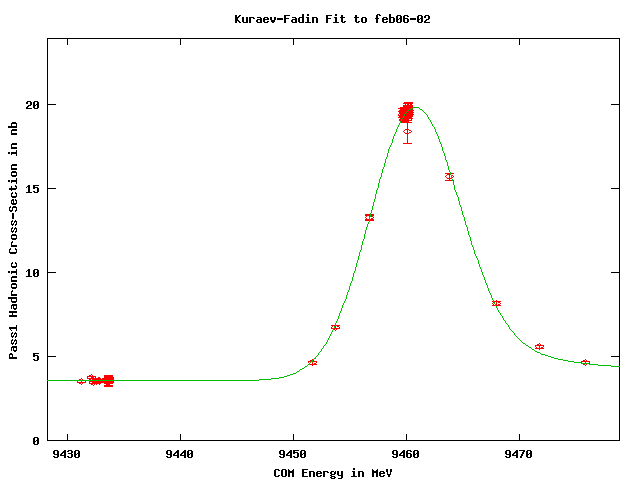 Kuraev-Fadin Fit to feb06-02
Pass1 Hadronic Cross-Section in nb
20
15
10
5
0
9430 9440 9450 9460 9470
COM Energy in MeV